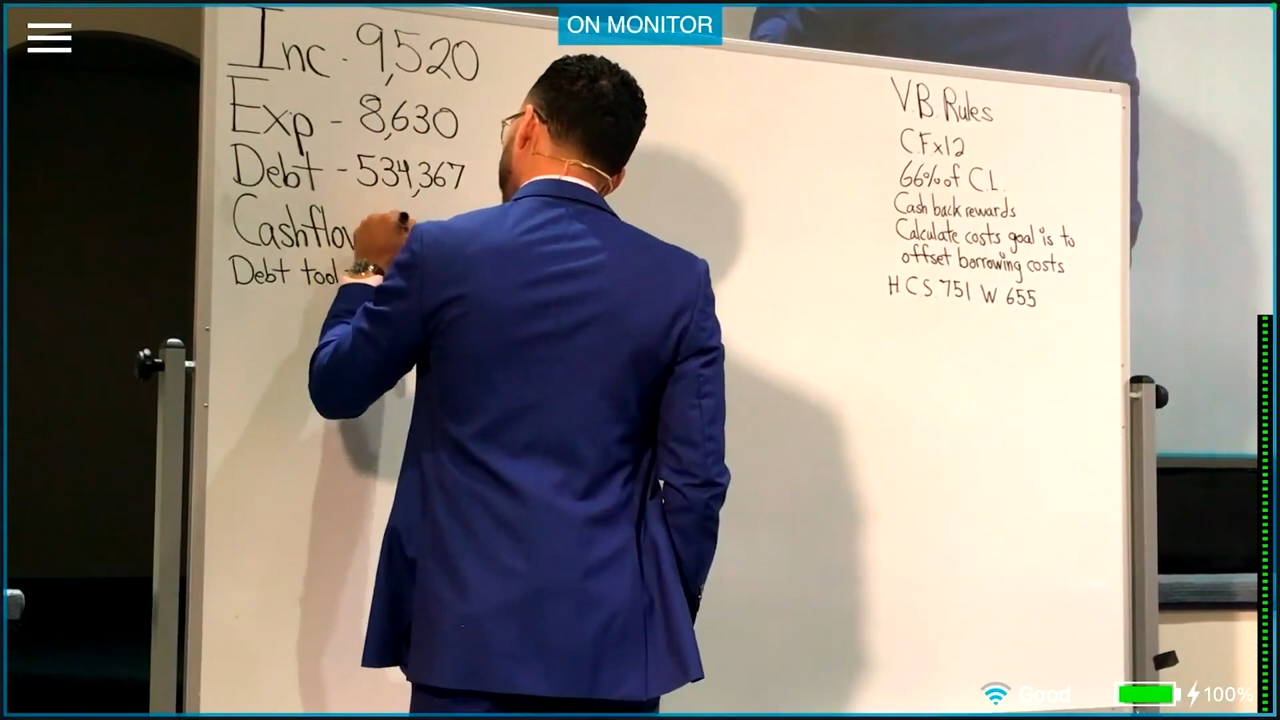 ON MONITOR
Inc - 9,520
Exp - 8,630
Debt - 534,367
Cashflow
Debt tool
VB Rules
CFx12
66% of CL.
Cash back rewards
Calculate costs goal is to
offset borrowing costs
HCS 751 W 655
Good
100%